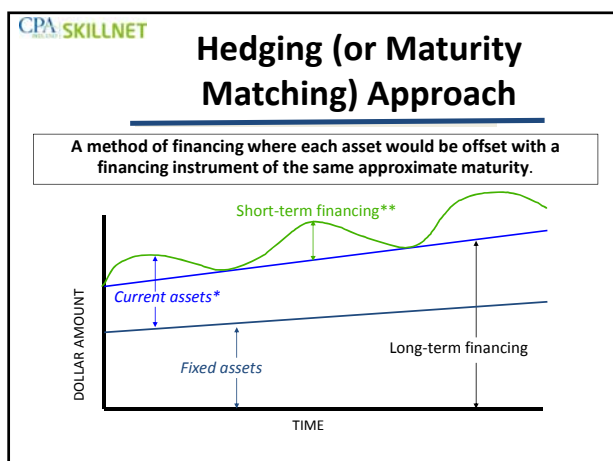 CPA SKILLNET
IRELAND
Hedging (or Maturity
Matching) Approach
A method of financing where each asset would be offset with a
financing instrument of the same approximate maturity.
Short-term financing**
Current assets*
Long-term financing
Fixed assets
DOLLAR AMOUNT
TIME